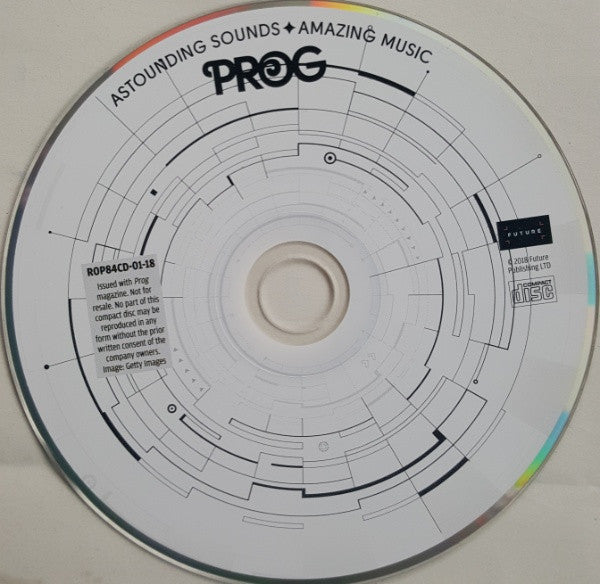 ASTOUNDING SOUNDS✦AMAZING MUSIC
PROG
FUTURE
© 2018 Future
Publishing LTD
COMPACT
disc
ROP84CD-01-18
Issued with Prog
magazine. Not for
resale. No part of this
compact disc may be
reproduced in any
form without the prior
written consent of the
company owners.
Image: Getty Images